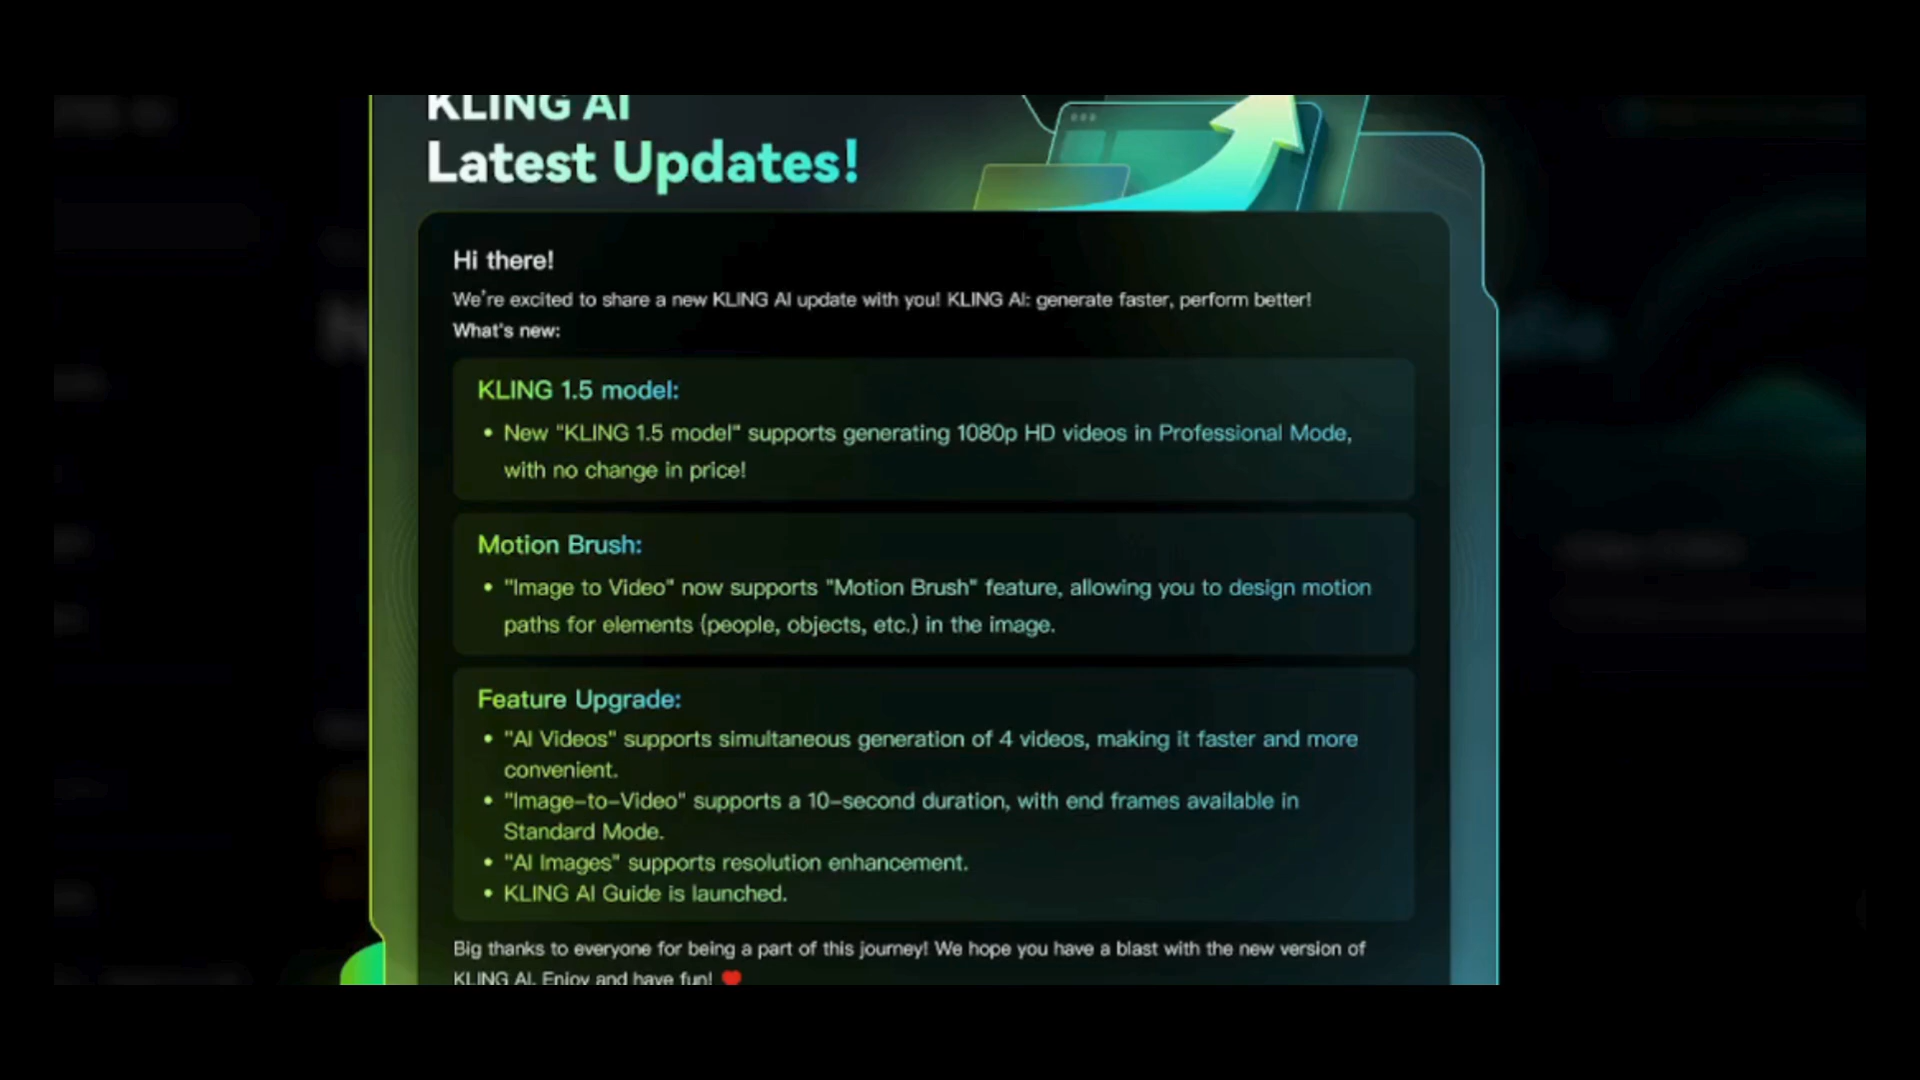 KLING AI
Latest Updates!
Hi there!
We're excited to share a new KLING AI update with you! KLING AI: generate faster, perform better!
What's new:
KLING 1.5 model:
• New "KLING 1.5 model" supports generating 1080p HD videos in Professional Mode,
with no change in price!
Motion Brush:
• "Image to Video" now supports "Motion Brush" feature, allowing you to design motion
paths for elements (people, objects, etc.) in the image.
Feature Upgrade:
• "AI Videos" supports simultaneous generation of 4 videos, making it faster and more
convenient.
• "Image-to-Video" supports a 10-second duration, with end frames available in
Standard Mode.
• "AI Images" supports resolution enhancement.
• KLING AI Guide is launched.
Big thanks to everyone for being a part of this journey! We hope you have a blast with the new version of
KLING AI. Enjoy and have fun! ❤